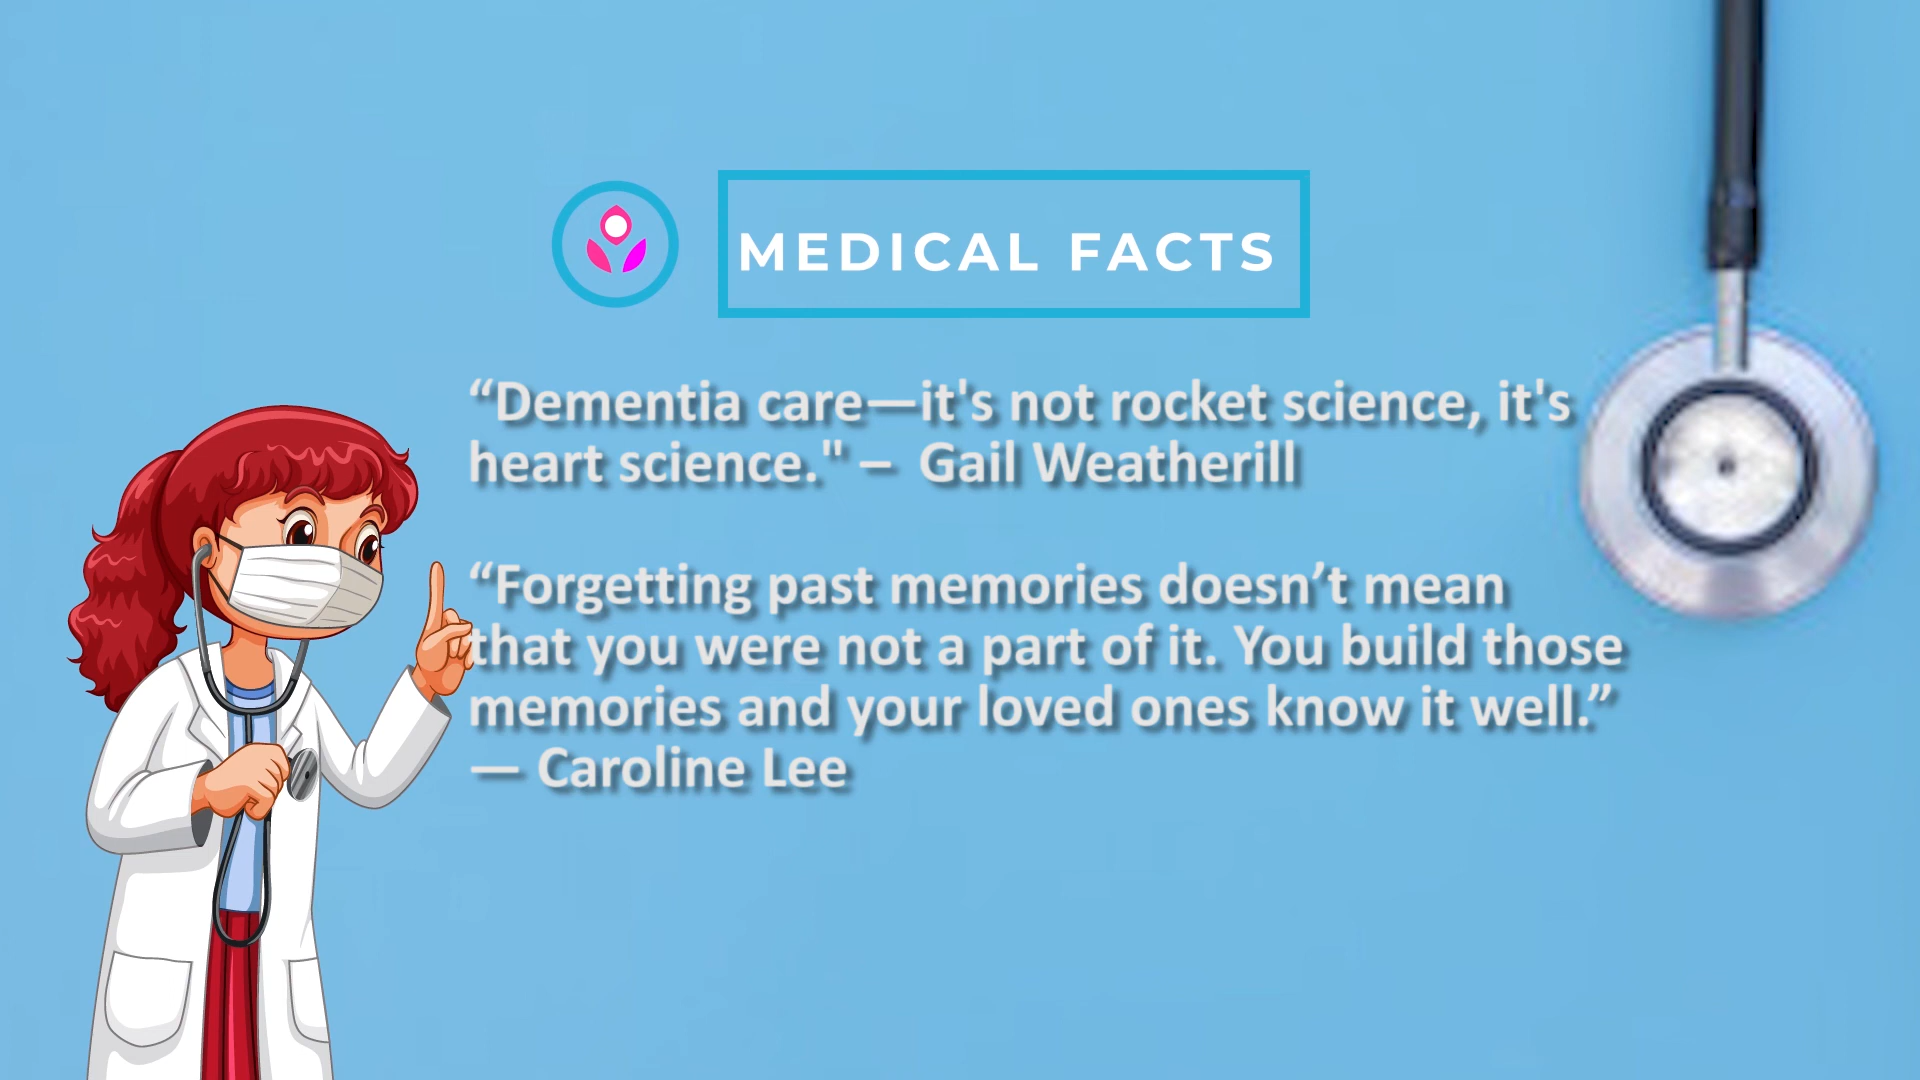 MEDICAL FACTS
“Dementia care—it's not rocket science, it's
heart science." – Gail Weatherill
“Forgetting past memories doesn’t mean
that you were not a part of it. You build those
memories and your loved ones know it well.”
— Caroline Lee